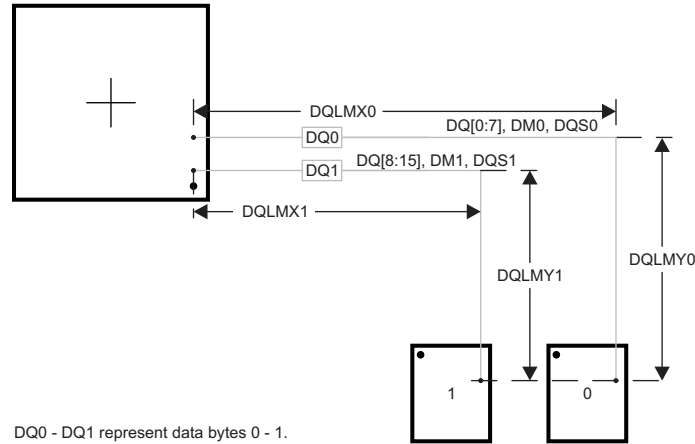 DQLMX0
DQ[0:7], DM0, DQS0
DQ0
DQ[8:15], DM1, DQS1
DQ1
DQLMX1
DQLMY0
DQLMY1
1
0
DQ0 - DQ1 represent data bytes 0 - 1.